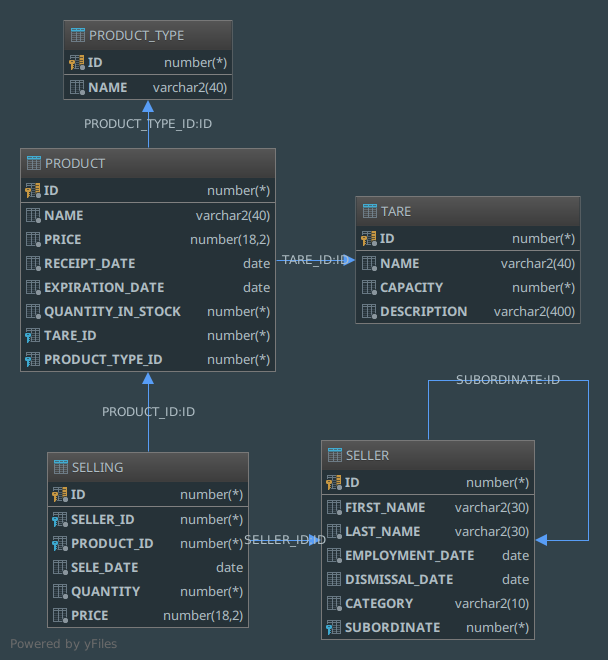 PRODUCT_TYPE
ID number(*)
NAME varchar2(40)
PRODUCT_TYPE_ID:ID
PRODUCT
ID number(*)
NAME varchar2(40)
PRICE number(18,2)
RECEIPT_DATE date
EXPIRATION_DATE date
QUANTITY_IN_STOCK number(*)
TARE_ID number(*)
PRODUCT_TYPE_ID number(*)
TARE_ID:ID
TARE
ID number(*)
NAME varchar2(40)
CAPACITY number(*)
DESCRIPTION varchar2(400)
PRODUCT_ID:ID
SUBORDINATE:ID
SELLING
ID number(*)
SELLER_ID number(*)
PRODUCT_ID number(*)
SELE_DATE date
QUANTITY number(*)
PRICE number(18,2)
SELLER_ID:ID
SELLER
ID number(*)
FIRST_NAME varchar2(30)
LAST_NAME varchar2(30)
EMPLOYMENT_DATE date
DISMISSAL_DATE date
CATEGORY varchar2(10)
SUBORDINATE number(*)
Powered by yFiles